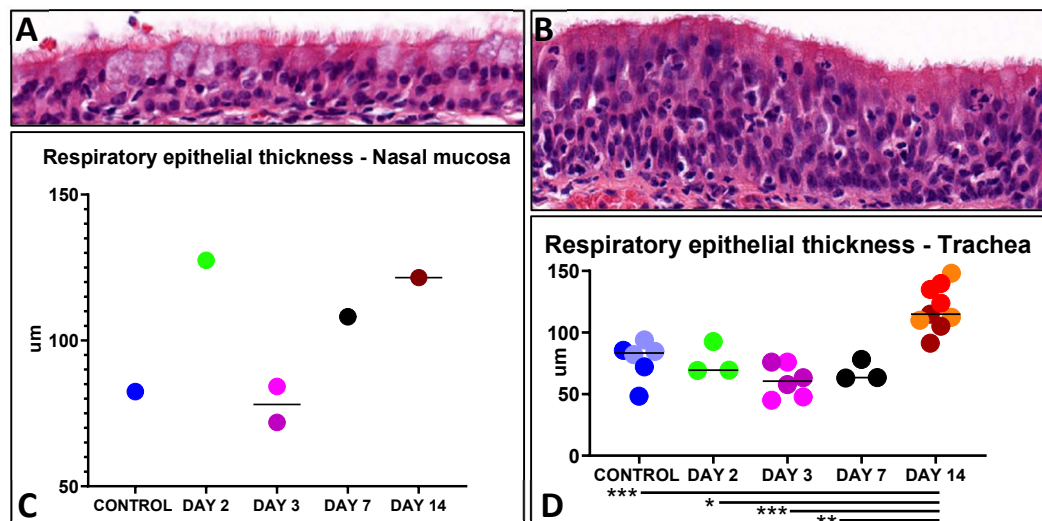 A
B
Respiratory epithelial thickness - Nasal mucosa
150
100
50
um
CONTROL DAY 2 DAY 3 DAY 7 DAY 14
C
Respiratory epithelial thickness - Trachea
150
100
50
0
um
CONTROL DAY 2 DAY 3 DAY 7 DAY 14
***
*
***
**
D